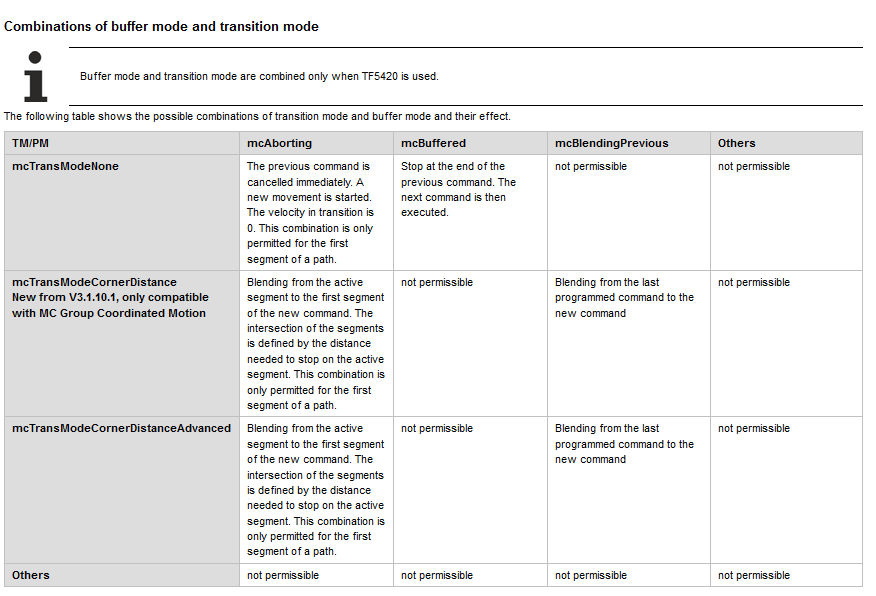 Combinations of buffer mode and transition mode
Buffer mode and transition mode are combined only when TF5420 is used.
The following table shows the possible combinations of transition mode and buffer mode and their effect.
TM/PM
mcAborting
mcBuffered
mcBlendingPrevious
Others
mcTransModeNone
The previous command is
cancelled immediately. A
new movement is started.
The velocity in transition is
0. This combination is only
permitted for the first
segment of a path.
Stop at the end of the
previous command. The
next command is then
executed.
not permissible
not permissible
mcTransModeCornerDistance
New from V3.1.10.1, only compatible
with MC Group Coordinated Motion
Blending from the active
segment to the first segment
of the new command. The
intersection of the segments
is defined by the distance
needed to stop on the active
segment. This combination is
only permitted for the first
segment of a path.
not permissible
Blending from the last
programmed command to the
new command
not permissible
mcTransModeCornerDistanceAdvanced
Blending from the active
segment to the first segment
of the new command. The
intersection of the segments
is defined by the distance
needed to stop on the active
segment. This combination is
only permitted for the first
segment of a path.
not permissible
Blending from the last
programmed command to the
new command
not permissible
Others
not permissible
not permissible
not permissible
not permissible